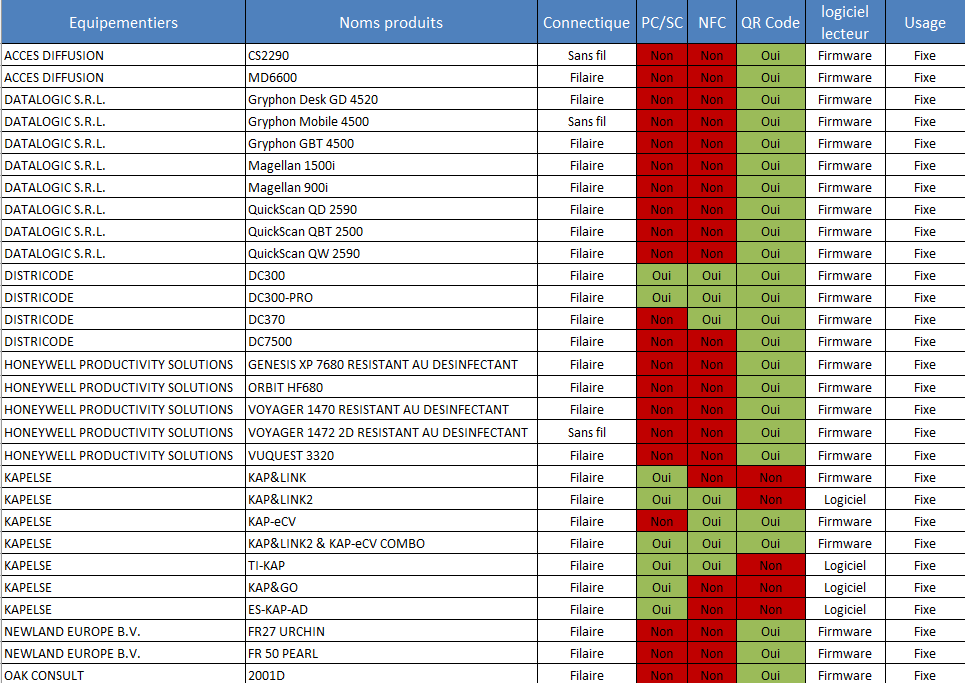 Equipementiers Noms produits Connectique PC/SC NFC QR Code logiciel lecteur Usage
ACCES DIFFUSION CS2290 Sans fil Non Non Oui Firmware Fixe
ACCES DIFFUSION MD6600 Filaire Non Non Oui Firmware Fixe
DATALOGIC S.R.L. Gryphon Desk GD 4520 Filaire Non Non Oui Firmware Fixe
DATALOGIC S.R.L. Gryphon Mobile 4500 Sans fil Non Non Oui Firmware Fixe
DATALOGIC S.R.L. Gryphon GBT 4500 Filaire Non Non Oui Firmware Fixe
DATALOGIC S.R.L. Magellan 1500i Filaire Non Non Oui Firmware Fixe
DATALOGIC S.R.L. Magellan 900i Filaire Non Non Oui Firmware Fixe
DATALOGIC S.R.L. QuickScan QD 2590 Filaire Non Non Oui Firmware Fixe
DATALOGIC S.R.L. QuickScan QBT 2500 Filaire Non Non Oui Firmware Fixe
DATALOGIC S.R.L. QuickScan QW 2590 Filaire Non Non Oui Firmware Fixe
DISTRICODE DC300 Filaire Oui Oui Oui Firmware Fixe
DISTRICODE DC300-PRO Filaire Oui Oui Oui Firmware Fixe
DISTRICODE DC370 Filaire Non Oui Oui Firmware Fixe
DISTRICODE DC7500 Filaire Non Non Oui Firmware Fixe
HONEYWELL PRODUCTIVITY SOLUTIONS GENESIS XP 7680 RESISTANT AU DESINFECTANT Filaire Non Non Oui Firmware Fixe
HONEYWELL PRODUCTIVITY SOLUTIONS ORBIT HF680 Filaire Non Non Oui Firmware Fixe
HONEYWELL PRODUCTIVITY SOLUTIONS VOYAGER 1470 RESISTANT AU DESINFECTANT Filaire Non Non Oui Firmware Fixe
HONEYWELL PRODUCTIVITY SOLUTIONS VOYAGER 1472 2D RESISTANT AU DESINFECTANT Sans fil Non Non Oui Firmware Fixe
HONEYWELL PRODUCTIVITY SOLUTIONS VUQUEST 3320 Filaire Non Non Oui Firmware Fixe
KAPELSE KAP&LINK Filaire Oui Non Non Firmware Fixe
KAPELSE KAP&LINK2 Filaire Oui Oui Non Logiciel Fixe
KAPELSE KAP-eCV Filaire Non Oui Oui Firmware Fixe
KAPELSE KAP&LINK2 & KAP-eCV COMBO Filaire Oui Oui Oui Firmware Fixe
KAPELSE TI-KAP Filaire Oui Oui Non Logiciel Fixe
KAPELSE KAP&GO Filaire Oui Non Non Logiciel Fixe
KAPELSE ES-KAP-AD Filaire Oui Non Non Logiciel Fixe
NEWLAND EUROPE B.V. FR27 URCHIN Filaire Non Non Oui Firmware Fixe
NEWLAND EUROPE B.V. FR 50 PEARL Filaire Non Non Oui Firmware Fixe
OAK CONSULT 2001D Filaire Non Non Oui Firmware Fixe